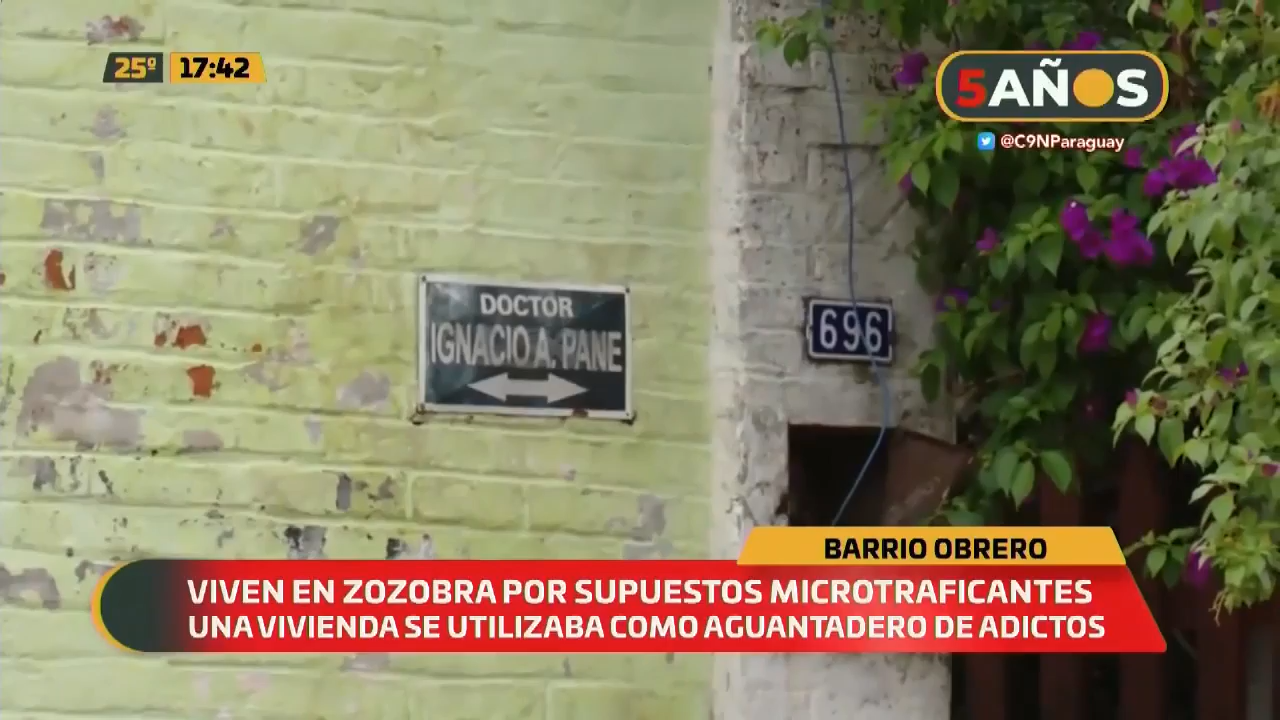 25º 17:42
5AÑOS
@C9NParaguay
DOCTOR
IGNACIO A. PANE
696
BARRIO OBRERO
VIVEN EN ZOZOBRA POR SUPUESTOS MICROTRAFICANTES
UNA VIVIENDA SE UTILIZABA COMO AGUANTADERO DE ADICTOS